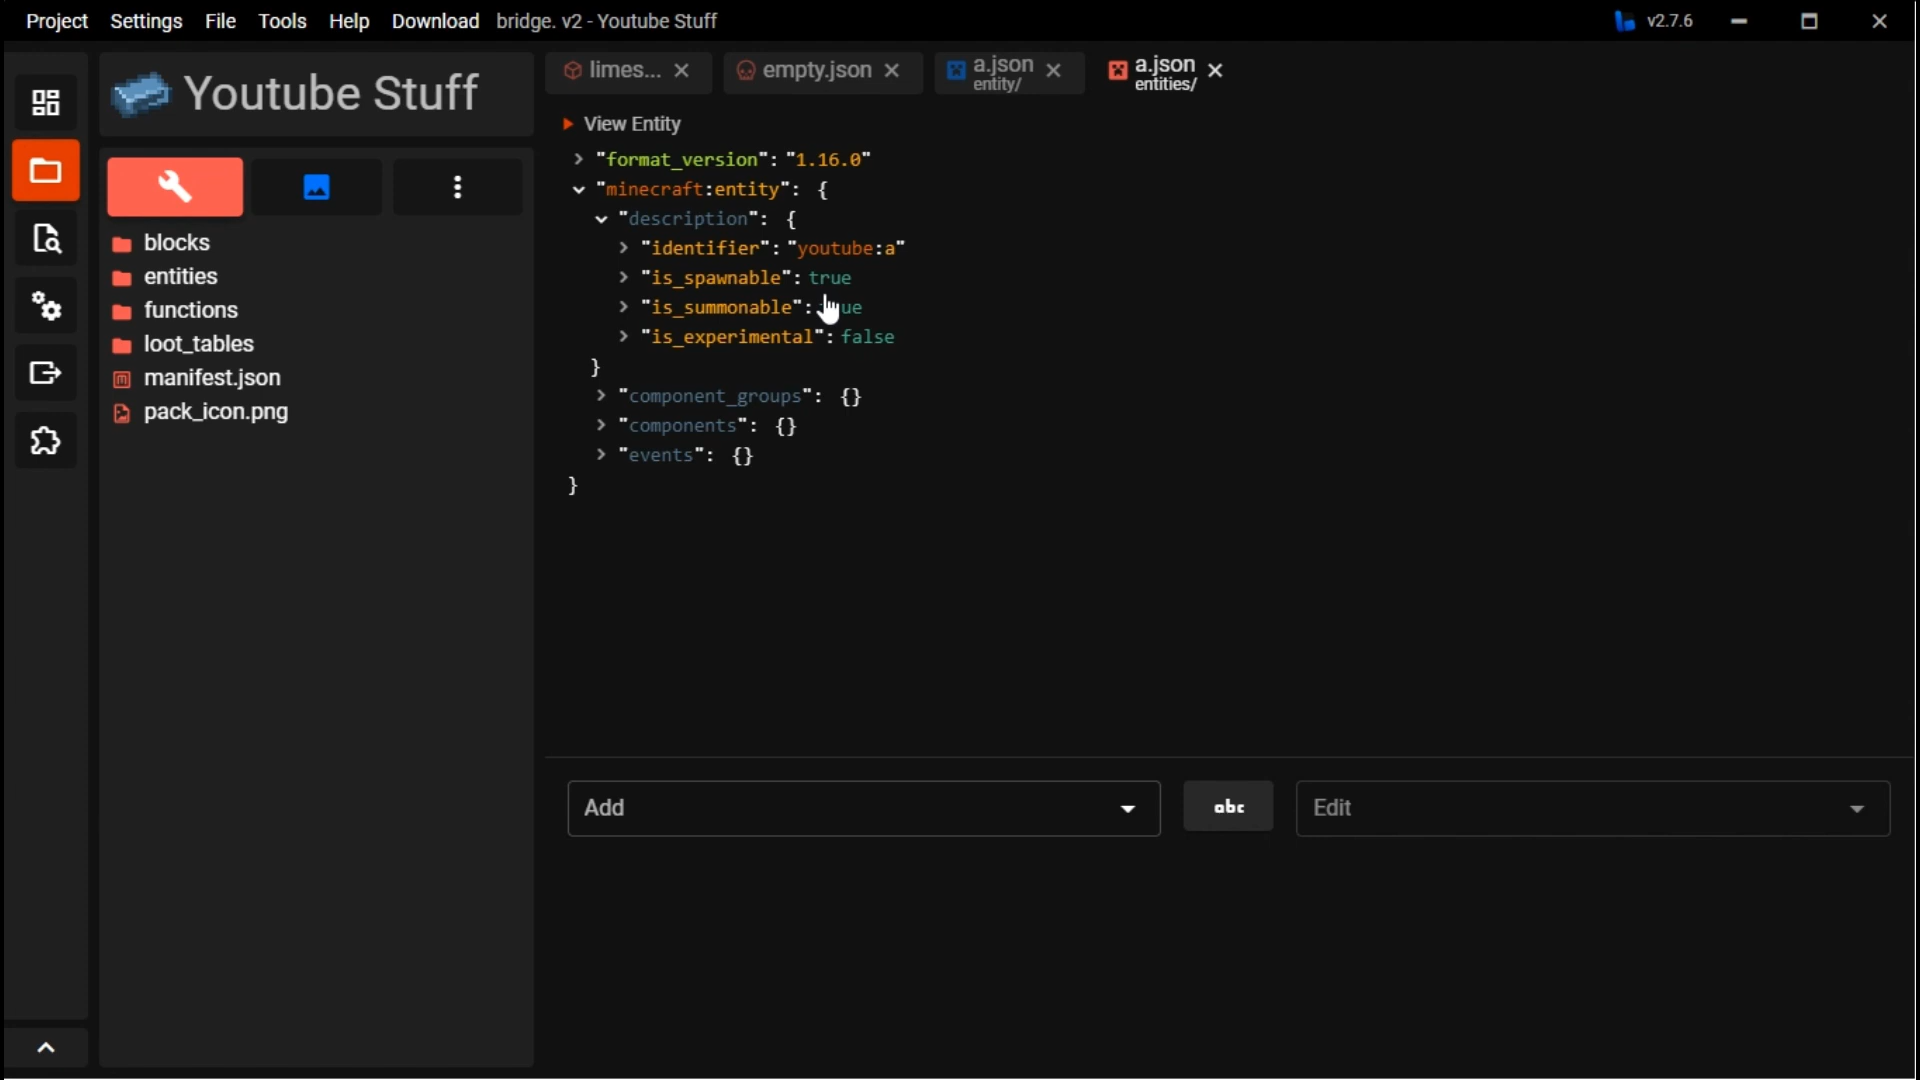 Project Settings File Tools Help Download bridge. v2 - Youtube Stuff v2.7.6
Youtube Stuff
blocks
entities
functions
loot_tables
manifest.json
pack_icon.png
limes...
empty.json
a.json
entity/
a.json
entities/
View Entity
"format_version": "1.16.0"
"minecraft:entity": {
"description": {
"identifier": "youtube:a"
"is_spawnable": true
"is_summonable": ue
"is_experimental": false
}
"component_groups": {}
"components": {}
"events": {}
}
Add
abc
Edit